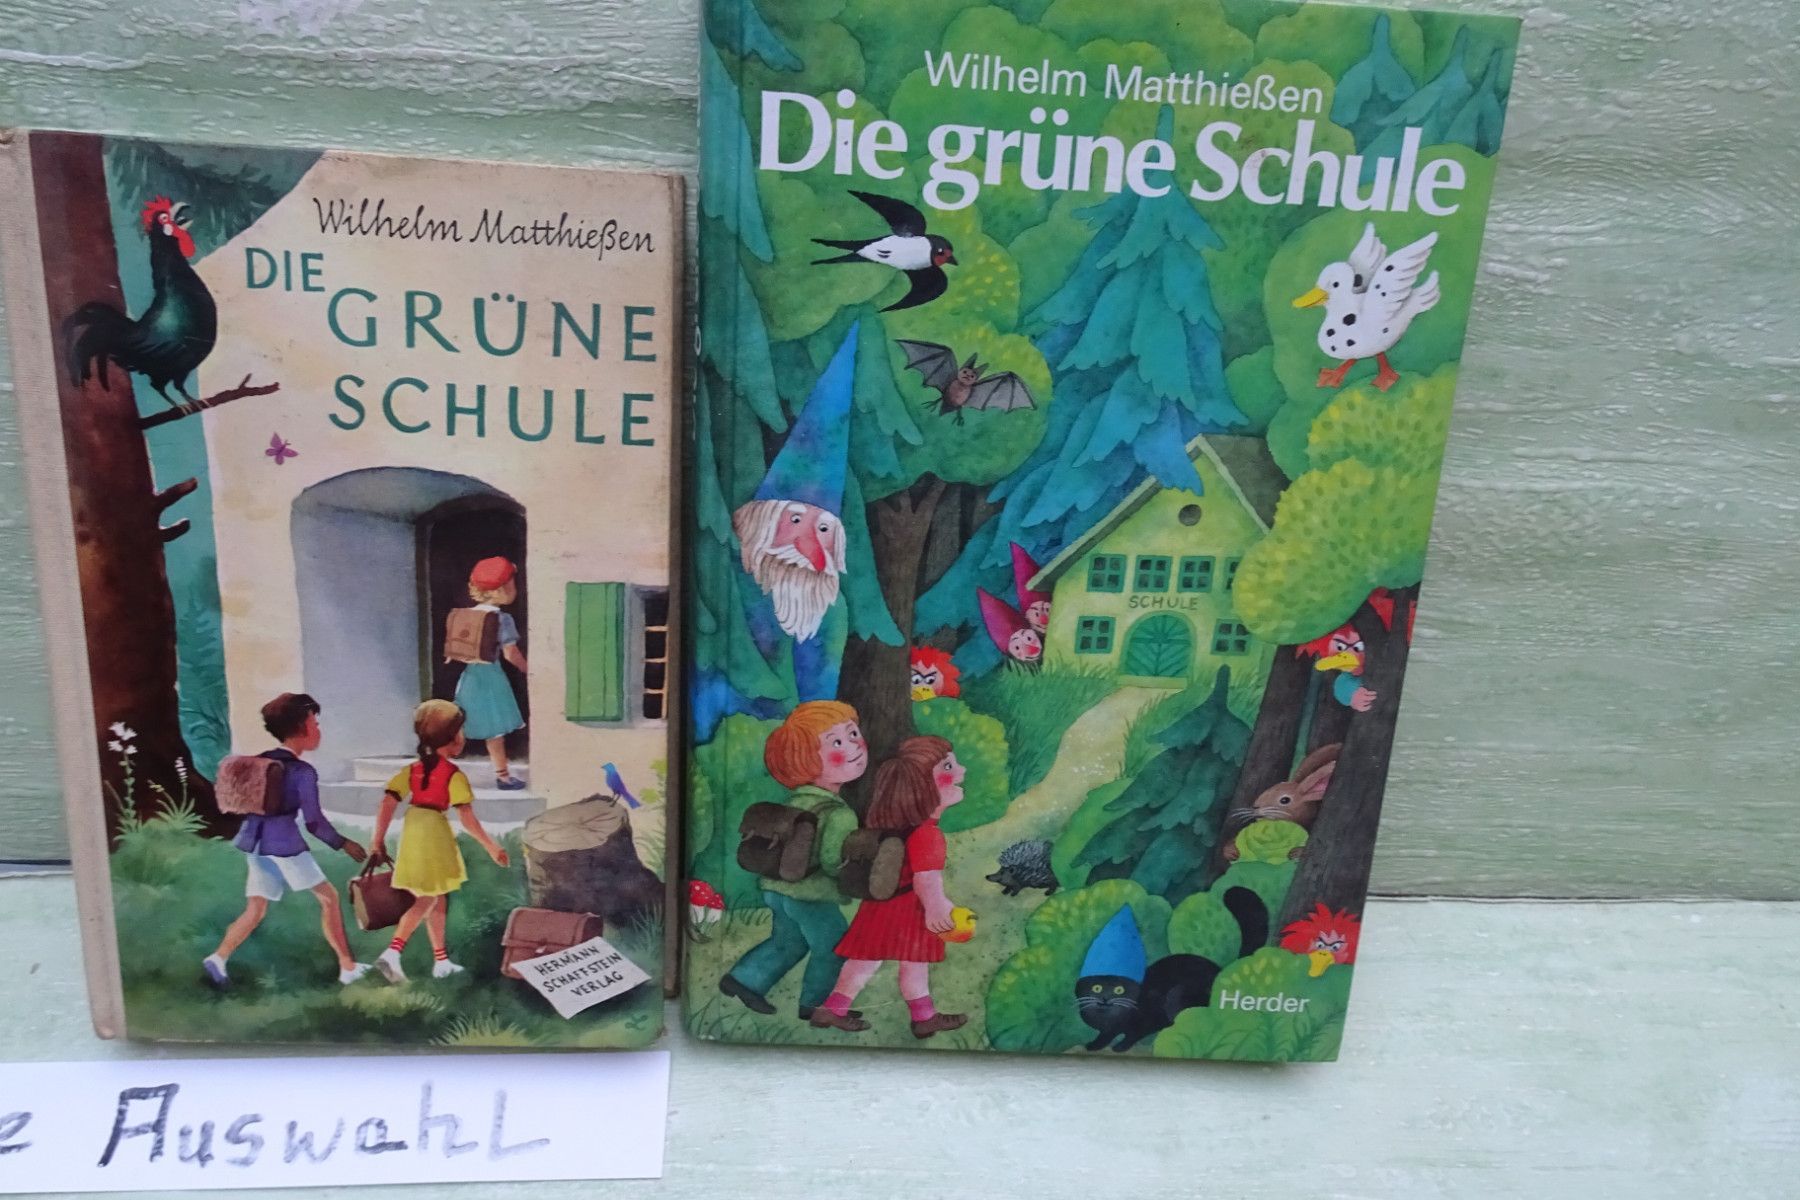 Wilhelm Matthießen
DIE
GRÜNE
SCHULE
HERMANN
SCHAFFSTEIN
VERLAG
Wilhelm Matthießen
Die grüne Schule
SCHULE
Herder
e Auswahl